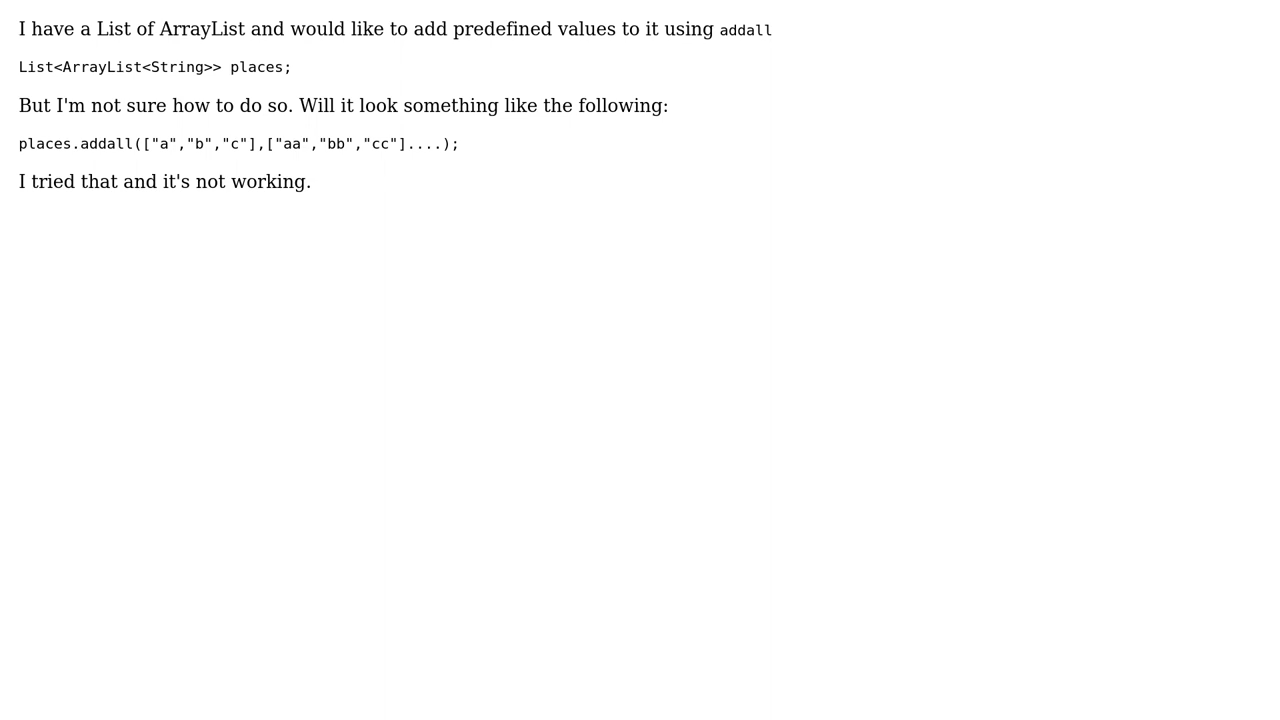 I have a List of ArrayList and would like to add predefined values to it using addall
List<ArrayList<String>> places;
But I'm not sure how to do so. Will it look something like the following:
places.addall(["a","b","c"],["aa","bb","cc"]....);
I tried that and it's not working.